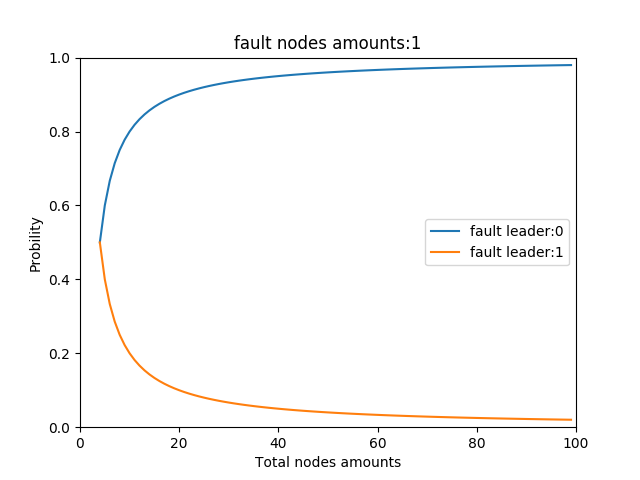 fault nodes amounts:1
1.0
0.8
0.6
0.4
0.2
0.0
Probility
fault leader:0
fault leader:1
0 20 40 60 80 100
Total nodes amounts